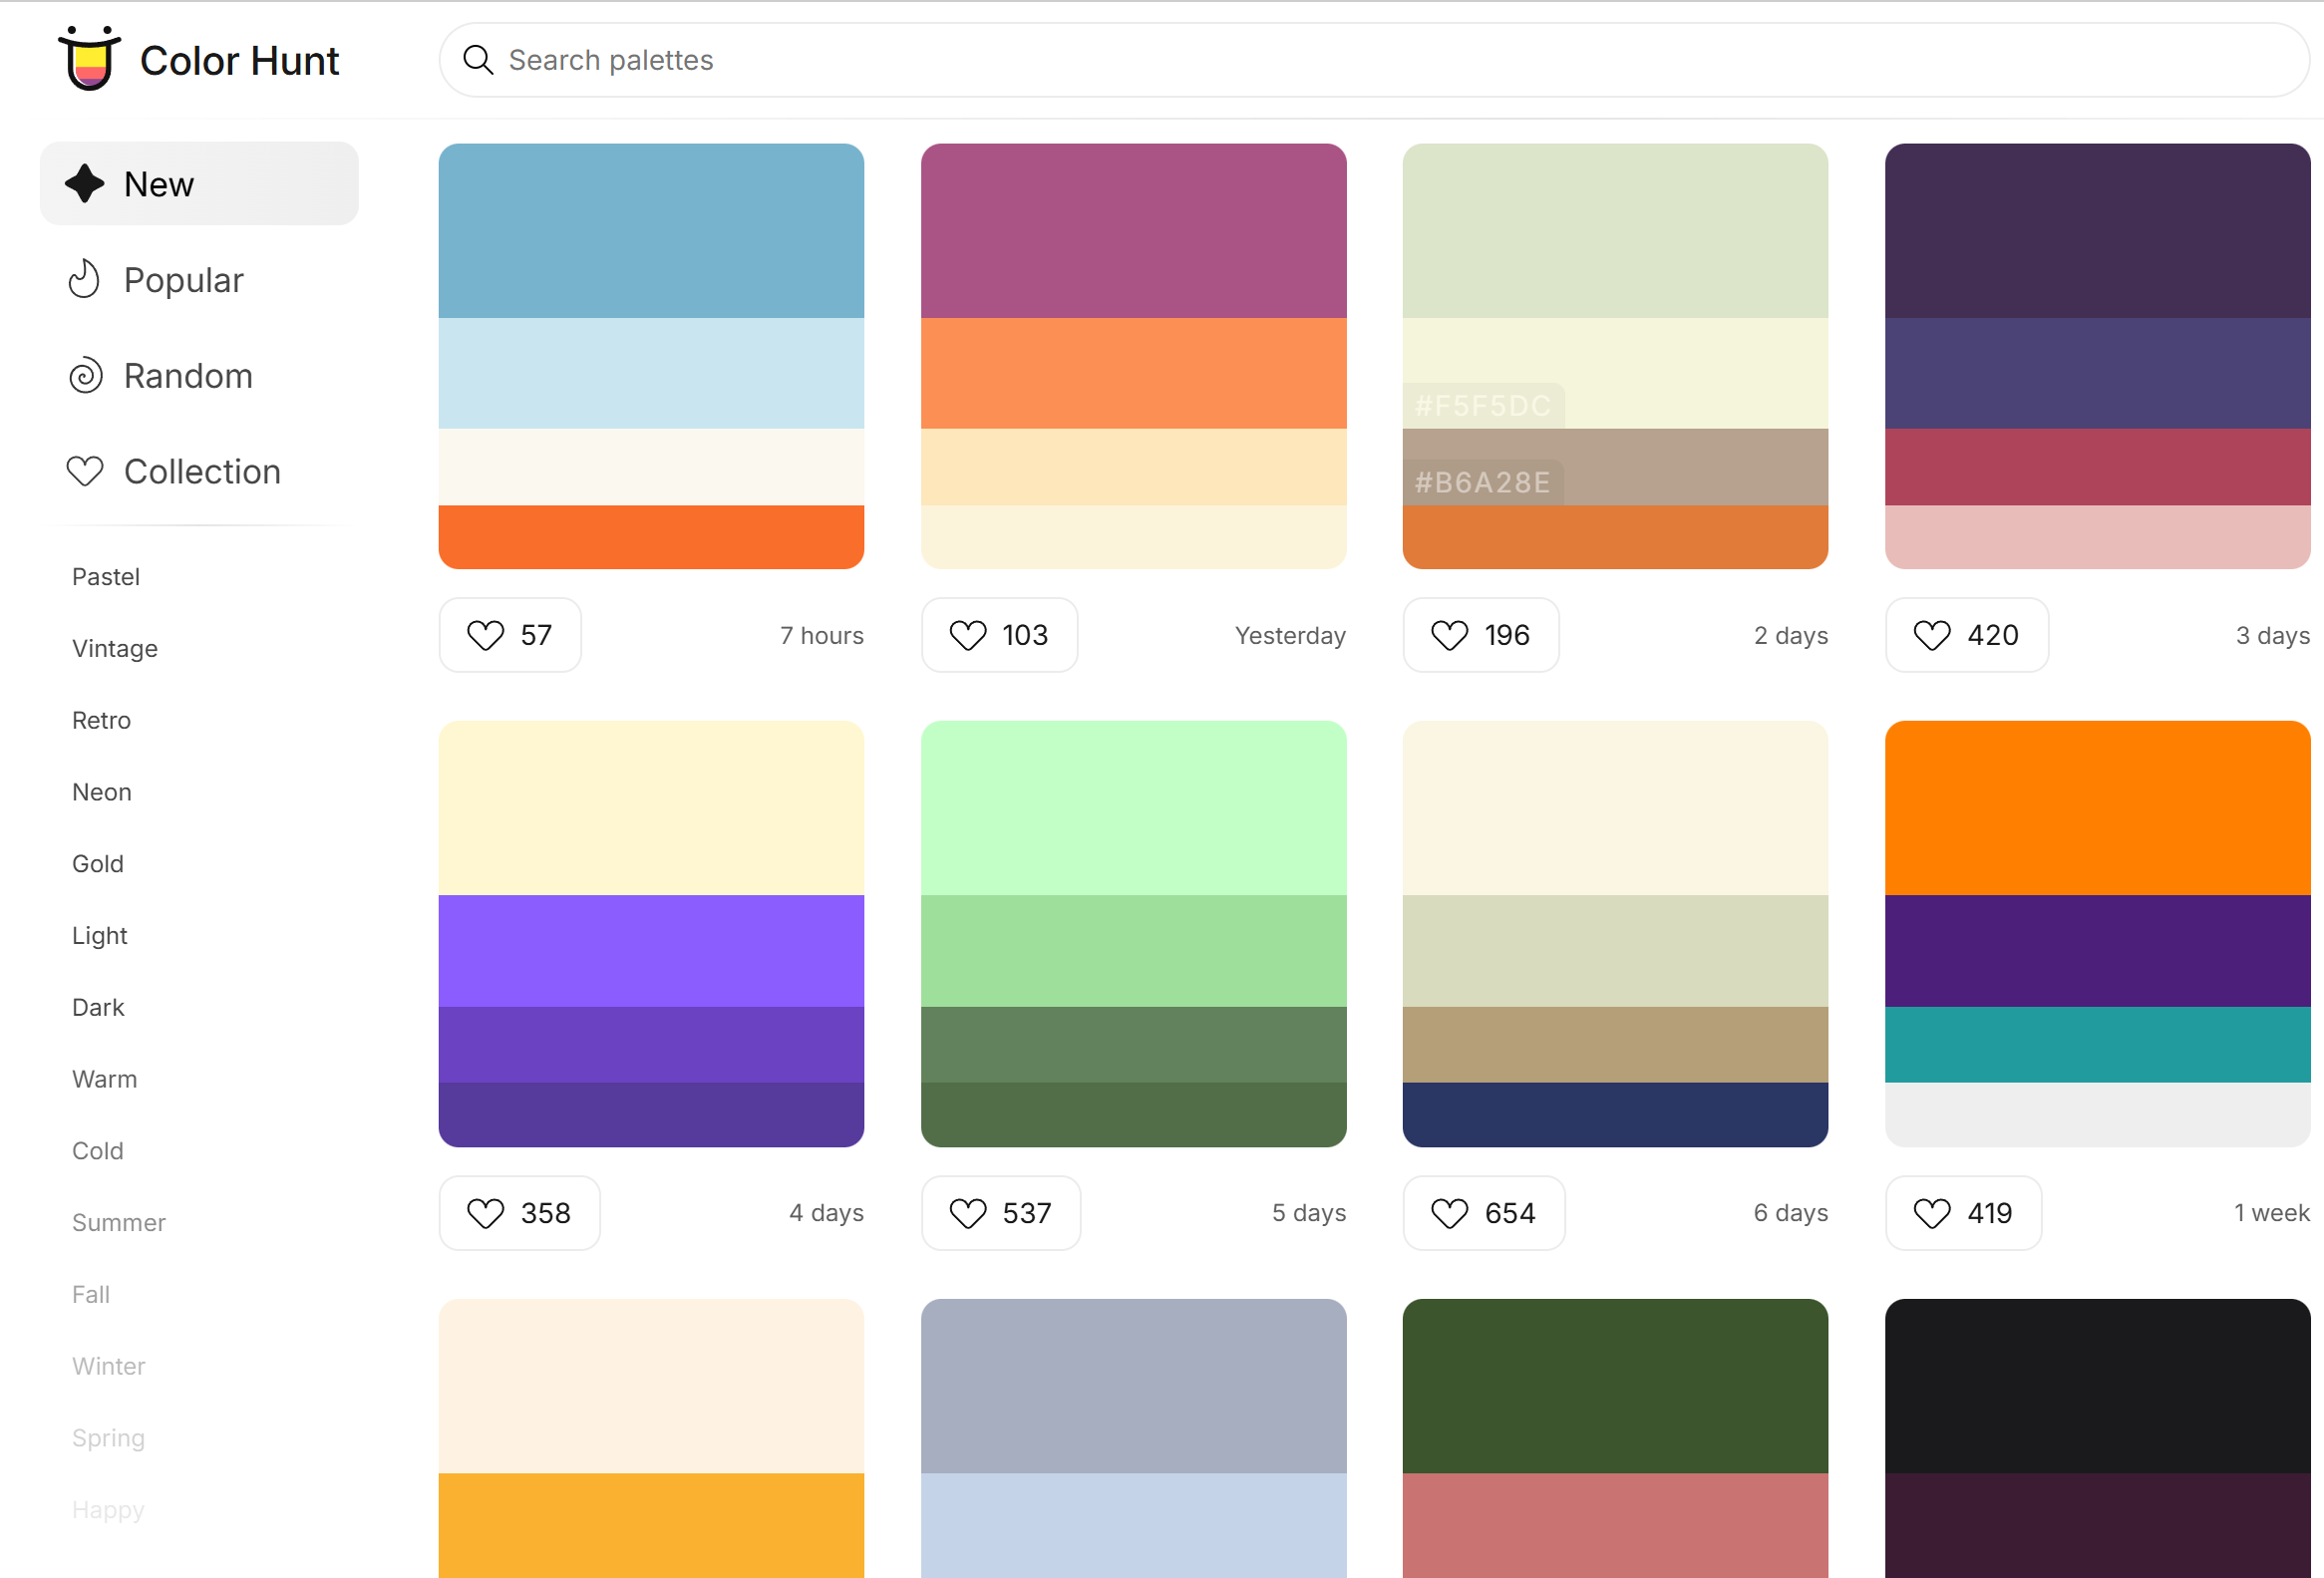 Color Hunt
Search palettes
New
Popular
Random
Collection
Pastel
Vintage
Retro
Neon
Gold
Light
Dark
Warm
Cold
Summer
Fall
Winter
Spring
Happy
#F5F5DC
#B6A28E
57 7 hours
103 Yesterday
196 2 days
420 3 days
358 4 days
537 5 days
654 6 days
419 1 week